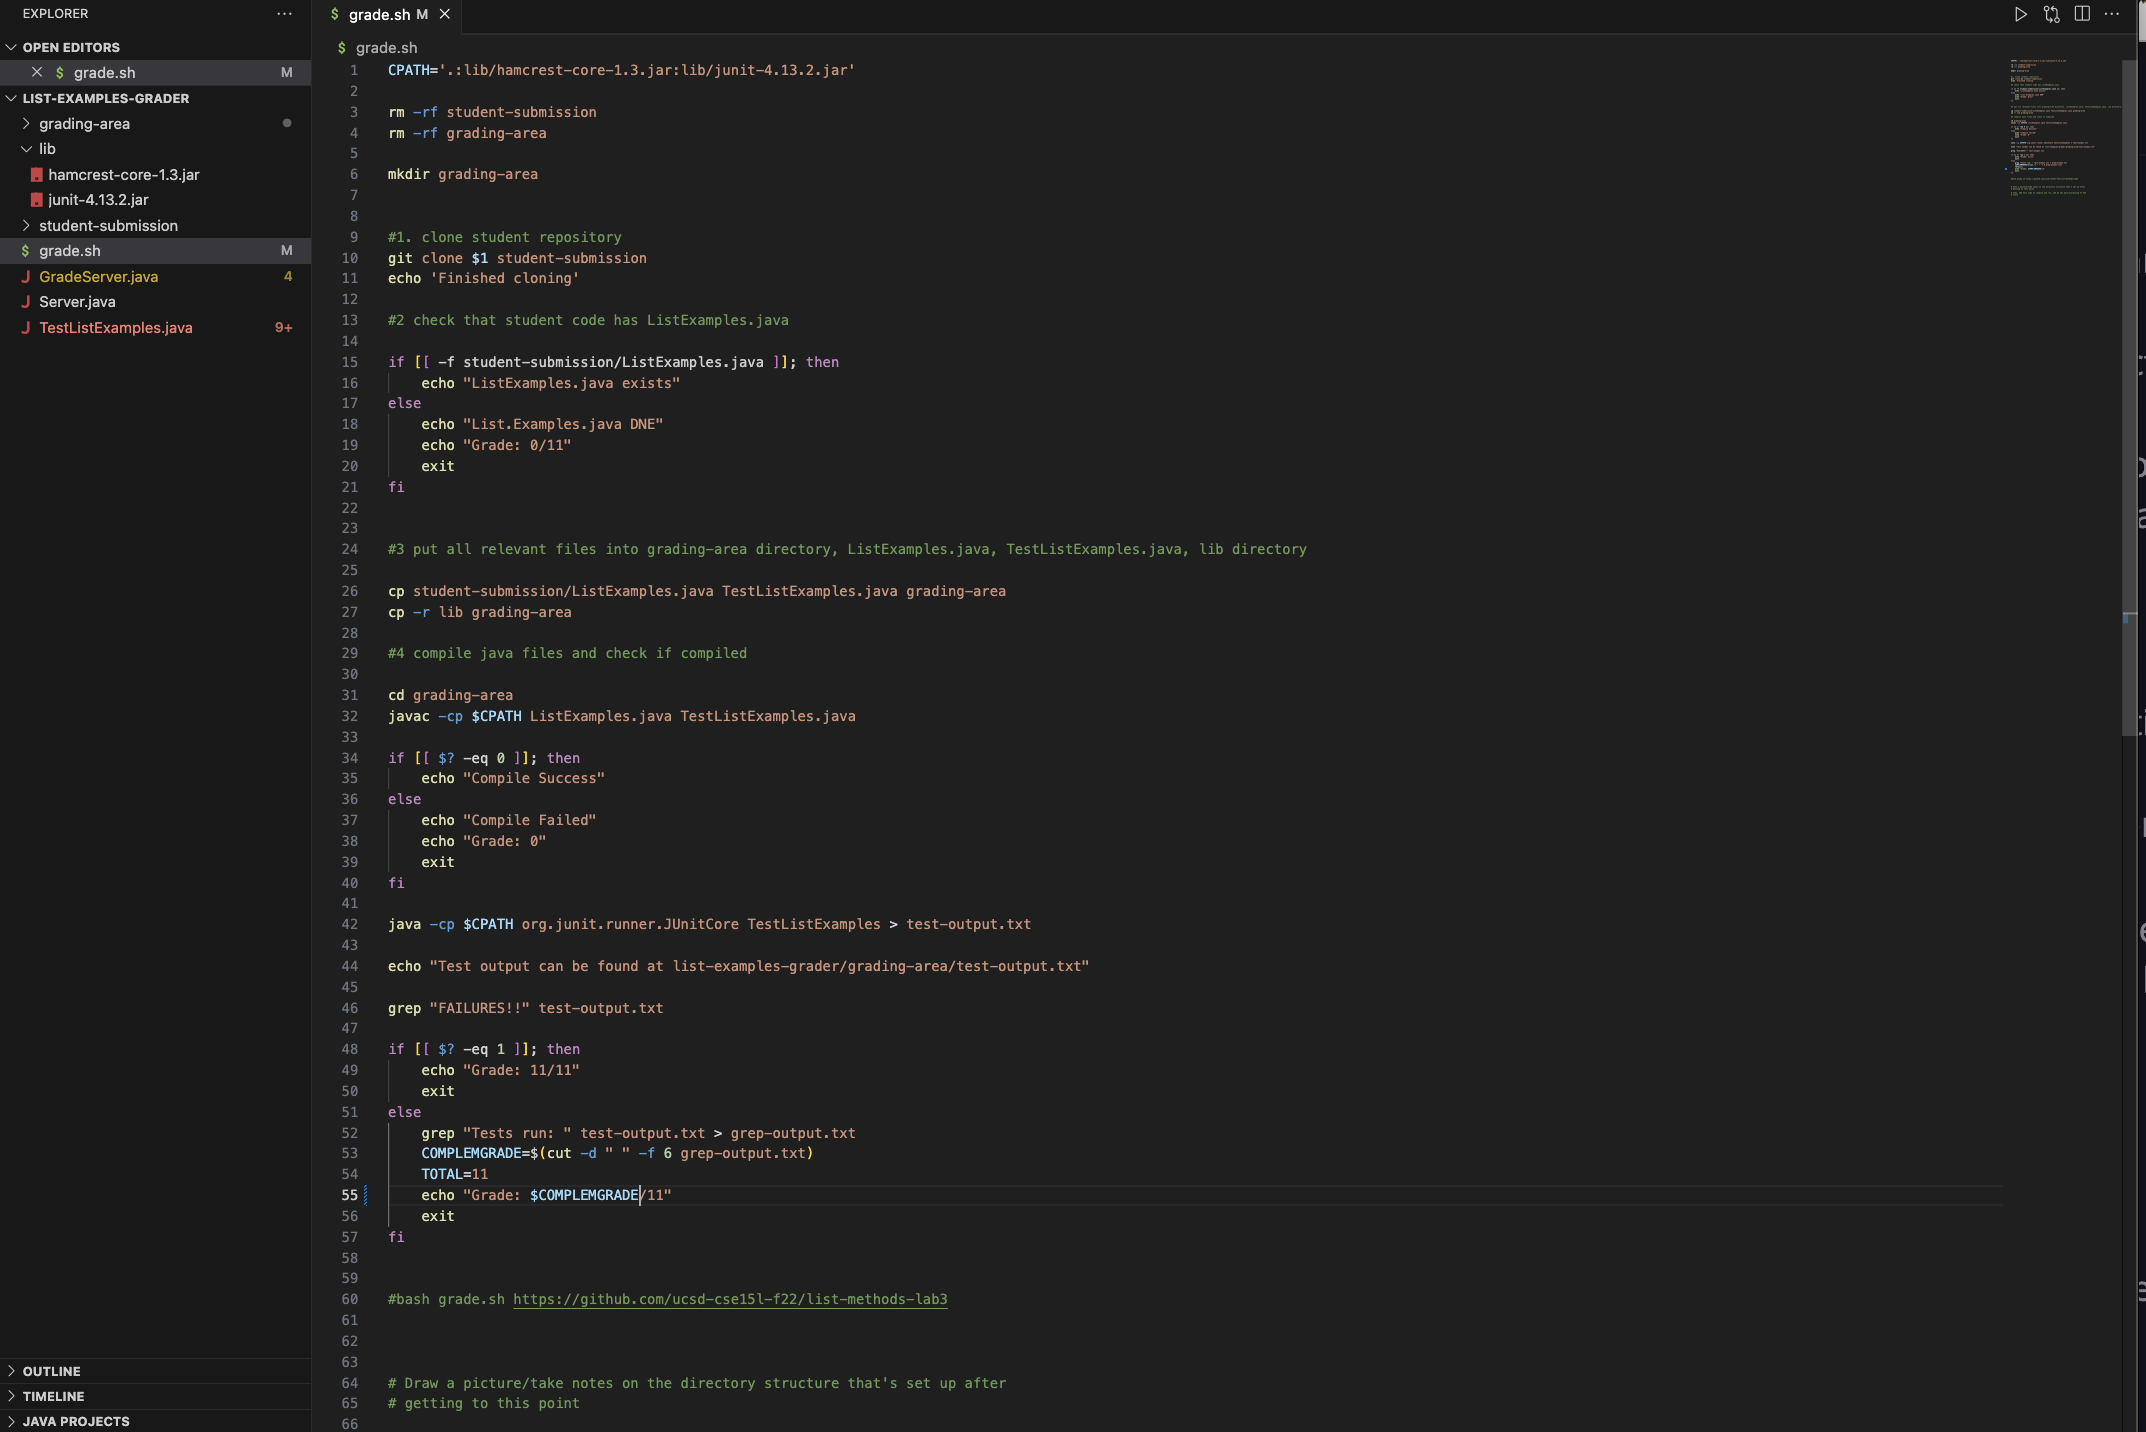 EXPLORER
OPEN EDITORS
$ grade.sh M
LIST-EXAMPLES-GRADER
grading-area
lib
hamcrest-core-1.3.jar
junit-4.13.2.jar
student-submission
$ grade.sh M
J GradeServer.java 4
J Server.java
J TestListExamples.java 9+
OUTLINE
TIMELINE
JAVA PROJECTS
$ grade.sh M
$ grade.sh
1 CPATH='.:lib/hamcrest-core-1.3.jar:lib/junit-4.13.2.jar'
2
3 rm -rf student-submission
4 rm -rf grading-area
5
6 mkdir grading-area
7
8
9 #1. clone student repository
10 git clone $1 student-submission
11 echo 'Finished cloning'
12
13 #2 check that student code has ListExamples.java
14
15 if [[ -f student-submission/ListExamples.java ]]; then
16 echo "ListExamples.java exists"
17 else
18 echo "List.Examples.java DNE"
19 echo "Grade: 0/11"
20 exit
21 fi
22
23
24 #3 put all relevant files into grading-area directory, ListExamples.java, TestListExamples.java, lib directory
25
26 cp student-submission/ListExamples.java TestListExamples.java grading-area
27 cp -r lib grading-area
28
29 #4 compile java files and check if compiled
30
31 cd grading-area
32 javac -cp $CPATH ListExamples.java TestListExamples.java
33
34 if [[ $? -eq 0 ]]; then
35 echo "Compile Success"
36 else
37 echo "Compile Failed"
38 echo "Grade: 0"
39 exit
40 fi
41
42 java -cp $CPATH org.junit.runner.JUnitCore TestListExamples > test-output.txt
43
44 echo "Test output can be found at list-examples-grader/grading-area/test-output.txt"
45
46 grep "FAILURES!!" test-output.txt
47
48 if [[ $? -eq 1 ]]; then
49 echo "Grade: 11/11"
50 exit
51 else
52 grep "Tests run: " test-output.txt > grep-output.txt
53 COMPLEMGRADE=$(cut -d " " -f 6 grep-output.txt)
54 TOTAL=11
55 echo "Grade: $COMPLEMGRADE/11"
56 exit
57 fi
58
59
60 #bash grade.sh https://github.com/ucsd-cse15l-f22/list-methods-lab3
61
62
63
64 # Draw a picture/take notes on the directory structure that's set up after
65 # getting to this point
66